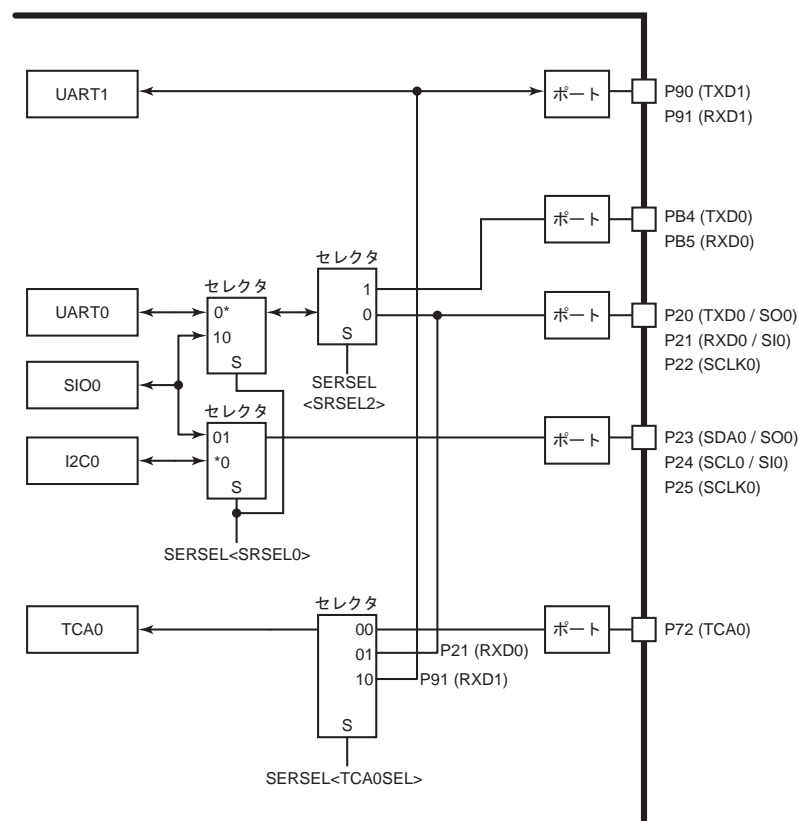 UART1
ポート
P90 (TXD1)
P91 (RXD1)
ポート
PB4 (TXD0)
PB5 (RXD0)
セレクタ
1
0
S
SERSEL
<SRSEL2>
セレクタ
0*
10
S
UART0
ポート
P20 (TXD0 / SO0)
P21 (RXD0 / SI0)
P22 (SCLK0)
SIO0
セレクタ
01
*0
S
I2C0
ポート
P23 (SDA0 / SO0)
P24 (SCL0 / SI0)
P25 (SCLK0)
SERSEL<SRSEL0>
TCA0
セレクタ
00
01
10
S
P21 (RXD0)
P91 (RXD1)
ポート
P72 (TCA0)
SERSEL<TCA0SEL>